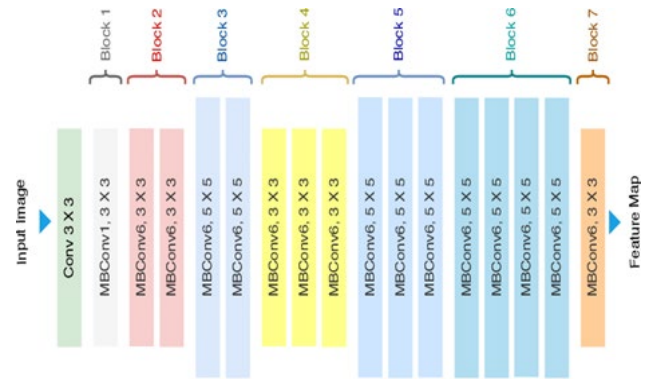 Block 1
Block 2
Block 3
Block 4
Block 5
Block 6
Block 7
Input Image
Conv 3 X 3
MBConv1, 3 X 3
MBConv6, 3 X 3
MBConv6, 3 X 3
MBConv6, 5 X 5
MBConv6, 5 X 5
MBConv6, 3 X 3
MBConv6, 3 X 3
MBConv6, 3 X 3
MBConv6, 5 X 5
MBConv6, 5 X 5
MBConv6, 5 X 5
MBConv6, 5 X 5
MBConv6, 5 X 5
MBConv6, 5 X 5
MBConv6, 5 X 5
MBConv6, 3 X 3
Feature Map